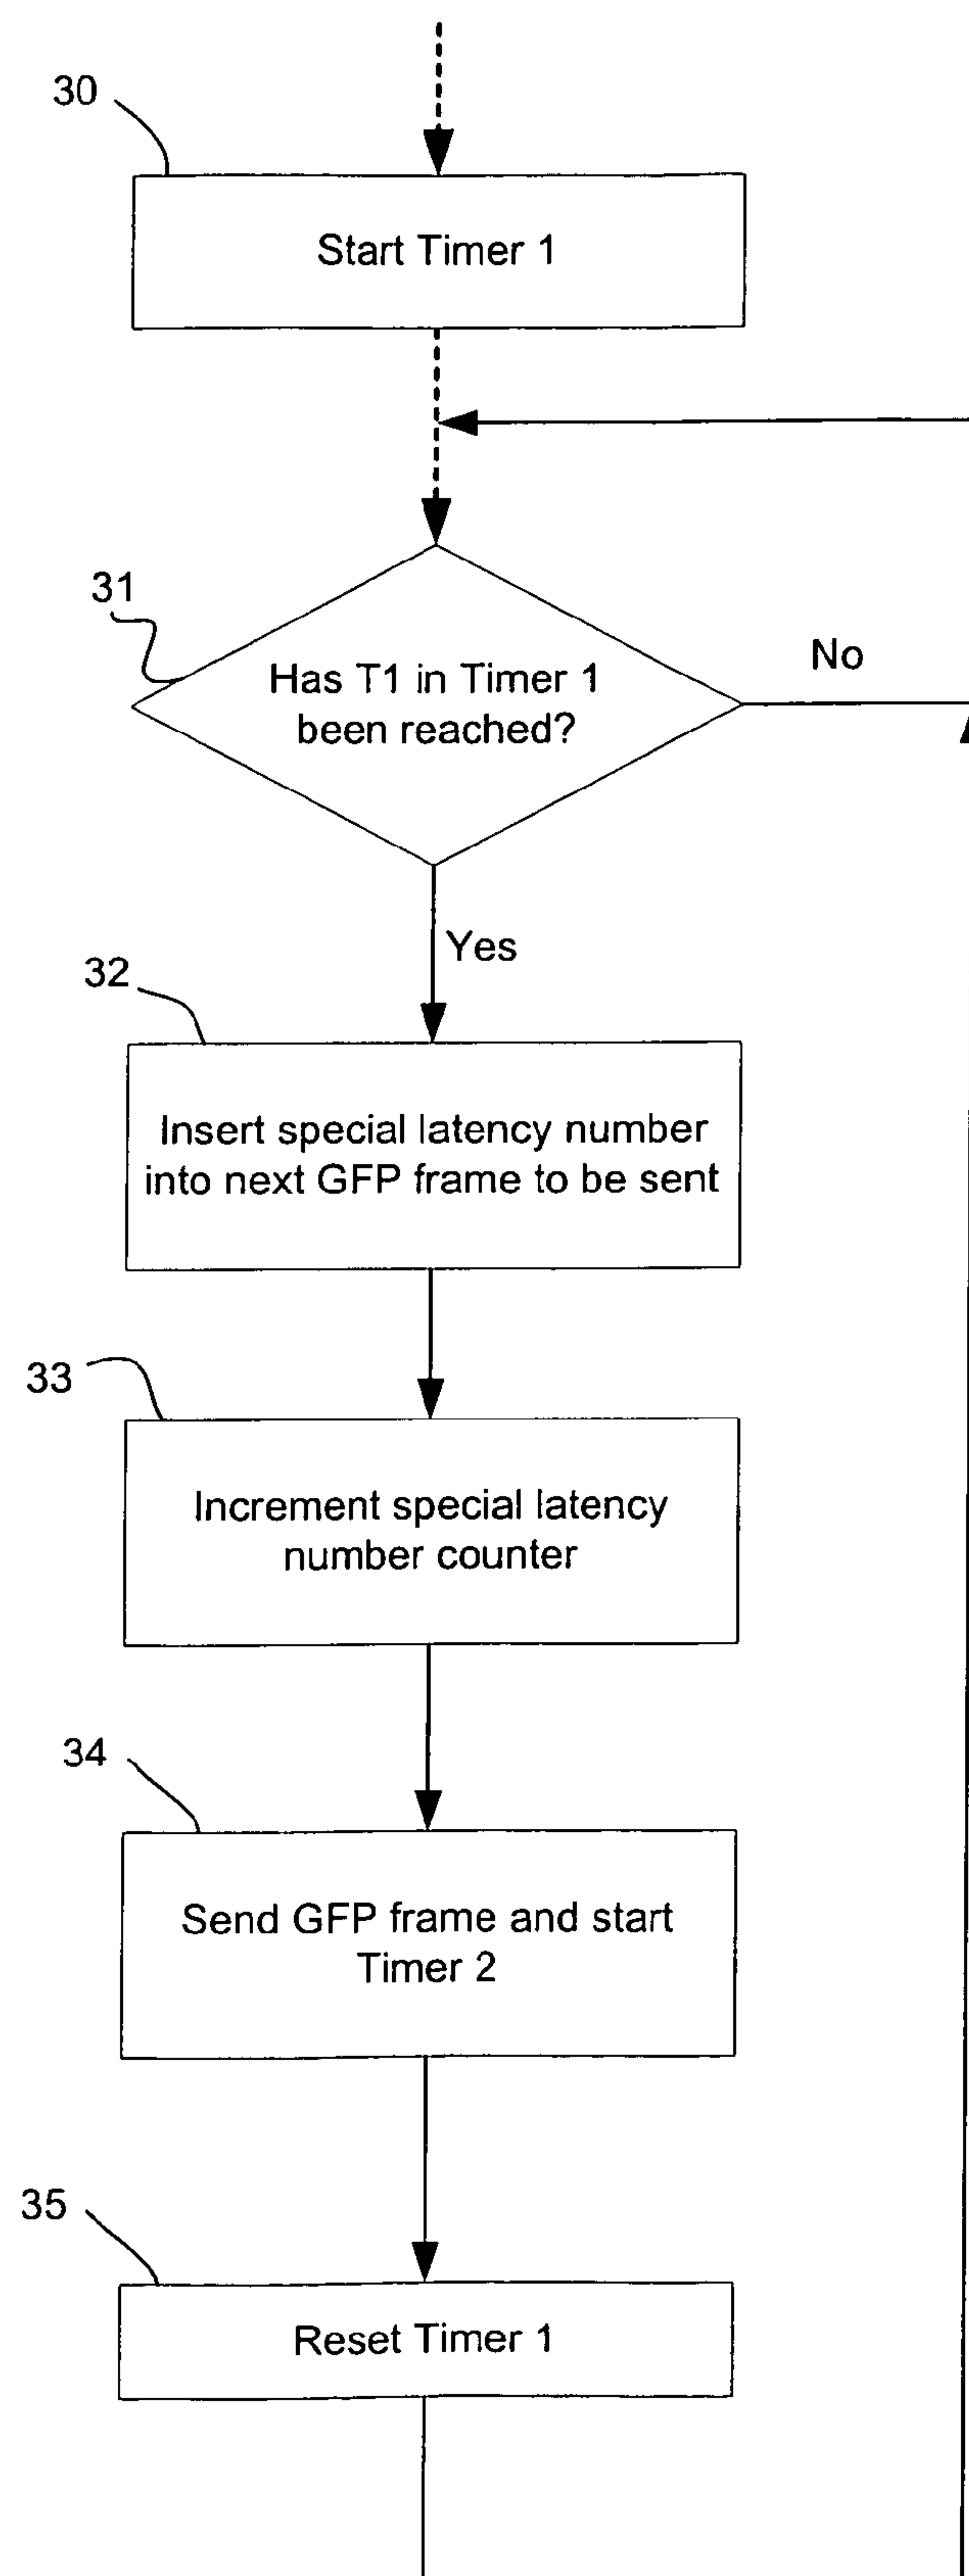 30
Start Timer 1
31
Has T1 in Timer 1
been reached?
No
Yes
32
Insert special latency number
into next GFP frame to be sent
33
Increment special latency
number counter
34
Send GFP frame and start
Timer 2
35
Reset Timer 1